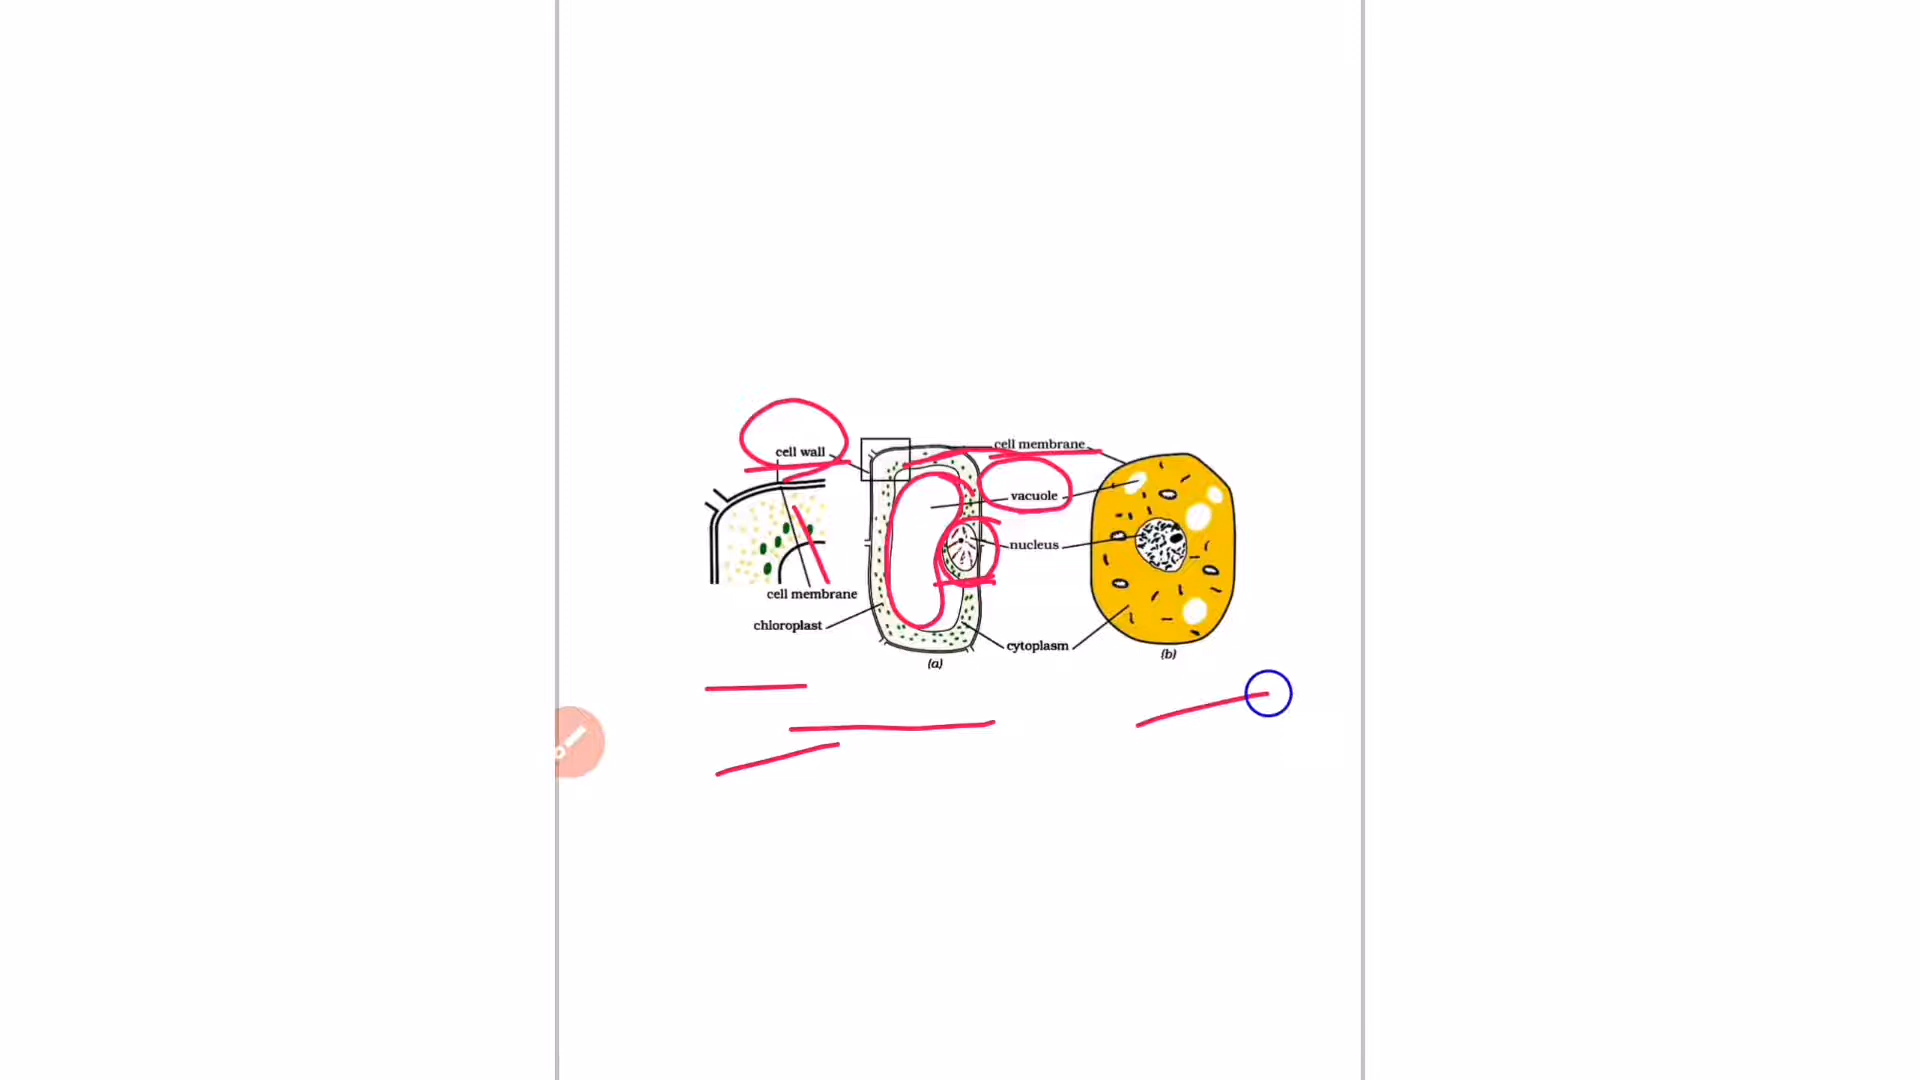 cell wall
cell membrane
vacuole
nucleus
cell membrane
chloroplast
cytoplasm
(a)
(b)